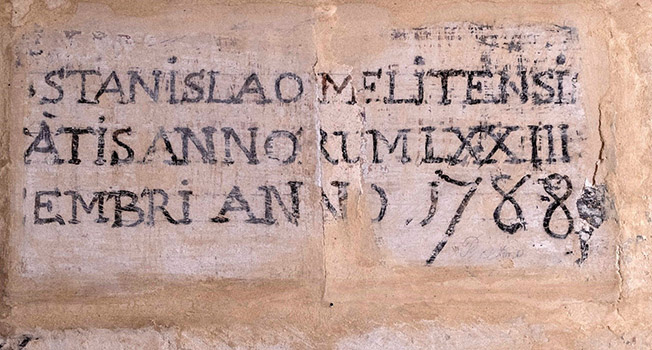 STANISLAO MELITENSI
ÀTIS ANNORUM LXXIII
EMBRI ANNO 1788